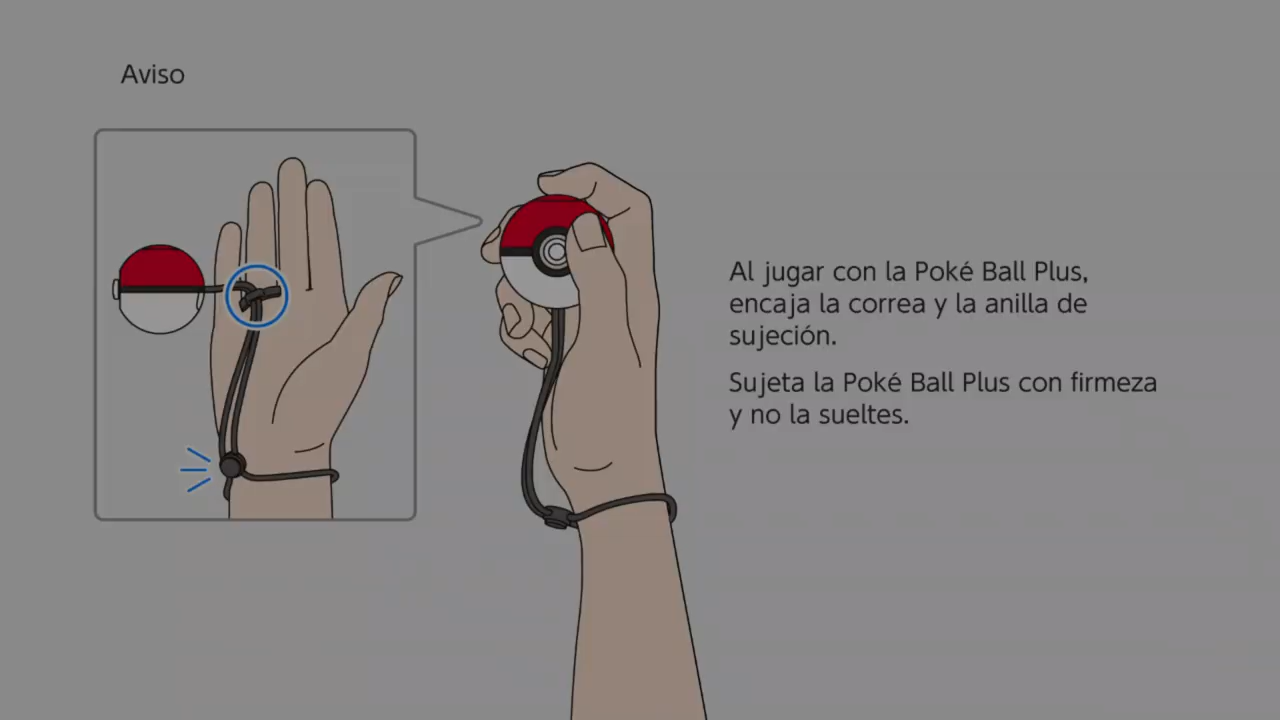 Aviso
Al jugar con la Poké Ball Plus,
encaja la correa y la anilla de
sujeción.
Sujeta la Poké Ball Plus con firmeza
y no la sueltes.